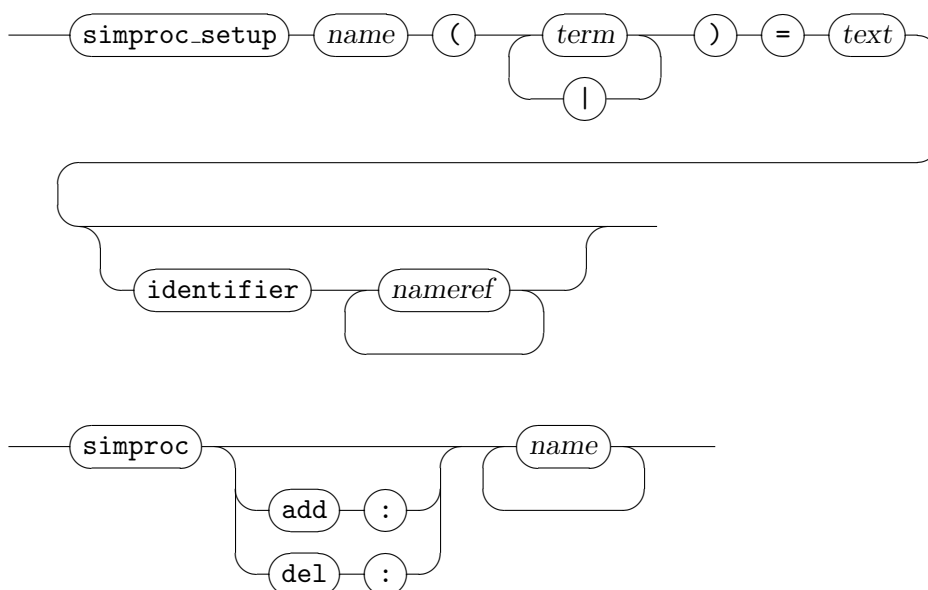 simproc_setup name ( term ) = text
|
identifier nameref
simproc name
add :
del :